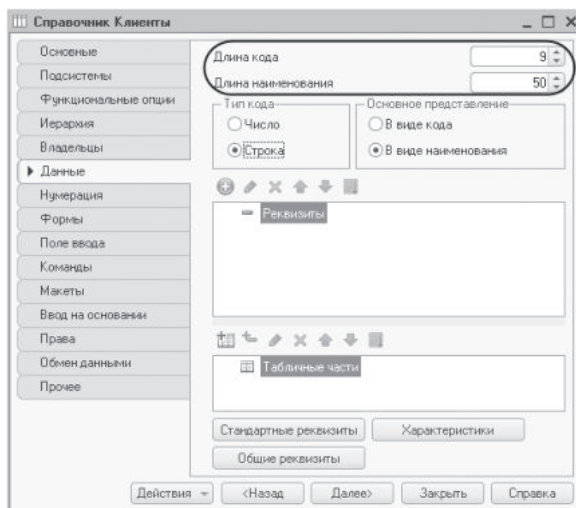 Справочник Клиенты
Основные
Подсистемы
Функциональные опции
Иерархия
Владельцы
Данные
Нумерация
Формы
Поле ввода
Команды
Макеты
Ввод на основании
Права
Обмен данными
Прочее
Длина кода 9
Длина наименования 50
Тип кода
Число
Строка
Основное представление
В виде кода
В виде наименования
Реквизиты
Табличные части
Стандартные реквизиты Характеристики
Общие реквизиты
Действия <Назад Далее> Закрыть Справка